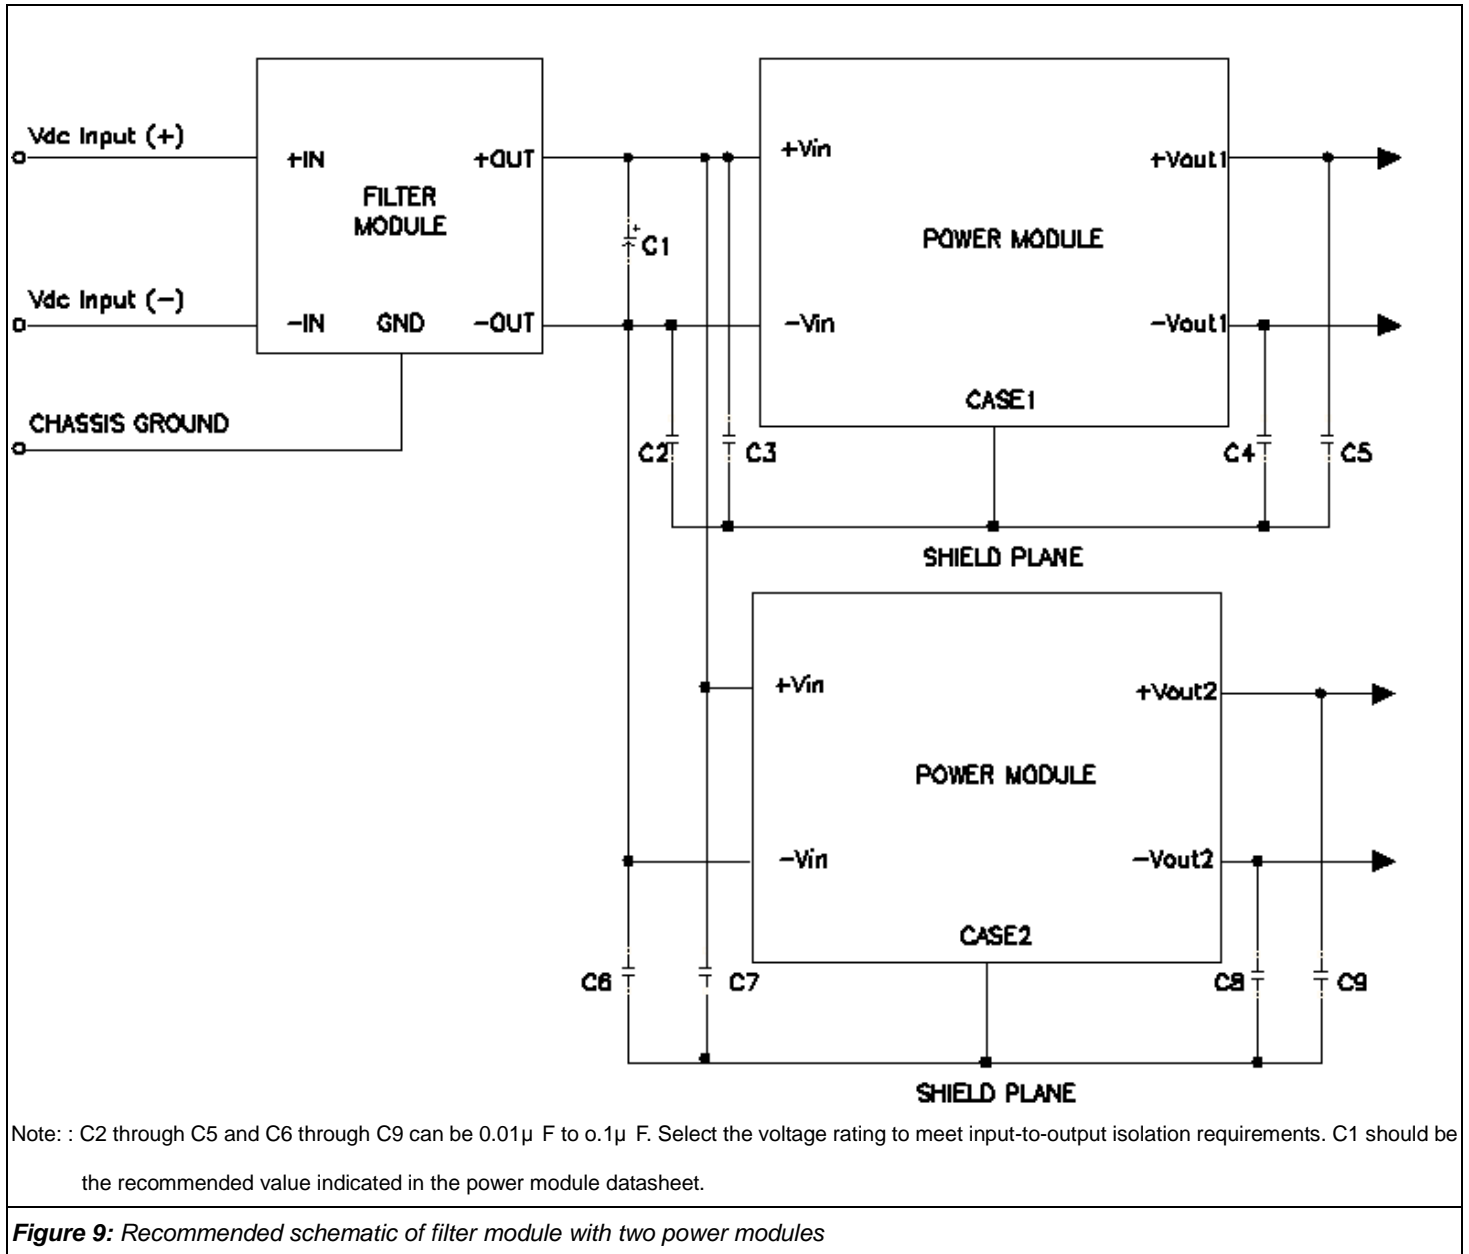 Vdc Input (+)
+IN
+OUT
FILTER
MODULE
Vdc Input (−)
−IN
GND
−OUT
CHASSIS GROUND
+
C1
+Vin
+Vout1
POWER MODULE
−Vin
−Vout1
CASE1
C2
C3
C4
C5
SHIELD PLANE
+Vin
+Vout2
POWER MODULE
−Vin
−Vout2
CASE2
C6
C7
C8
C9
SHIELD PLANE
Note: : C2 through C5 and C6 through C9 can be 0.01µ F to o.1µ F. Select the voltage rating to meet input-to-output isolation requirements. C1 should be
the recommended value indicated in the power module datasheet.
Figure 9: Recommended schematic of filter module with two power modules